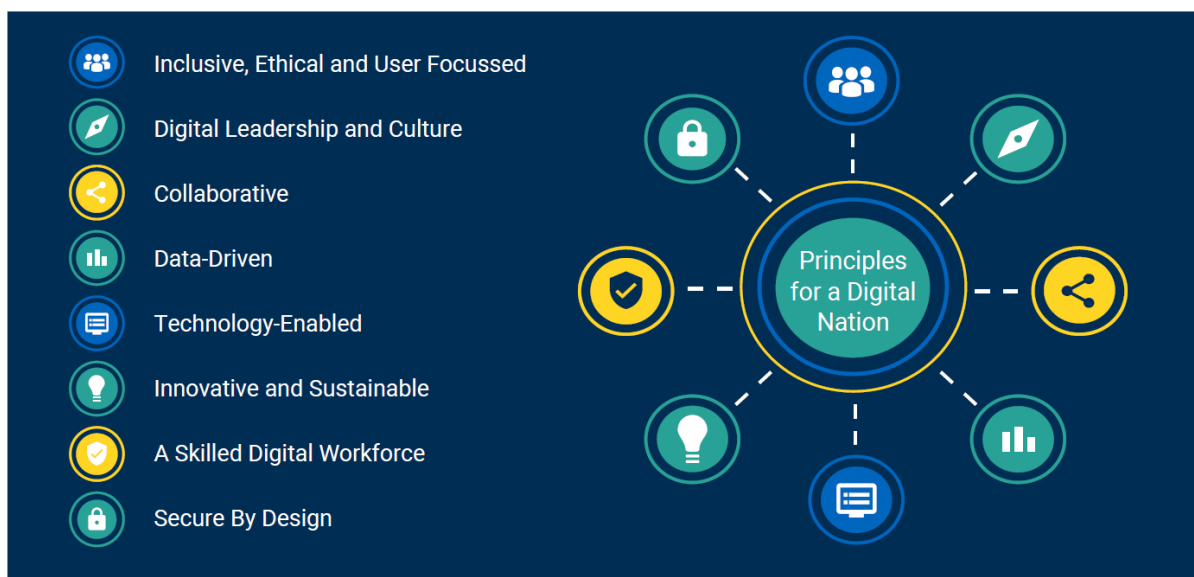 Inclusive, Ethical and User Focussed
Digital Leadership and Culture
Collaborative
Data-Driven
Technology-Enabled
Innovative and Sustainable
A Skilled Digital Workforce
Secure By Design
Principles
for a Digital
Nation